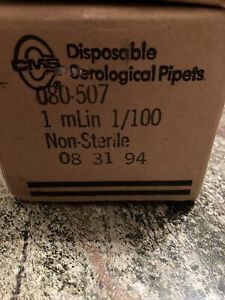 CMS
®
Disposable
Serological Pipets
080-507
1 mLin 1/100
Non-Sterile
08 31 94